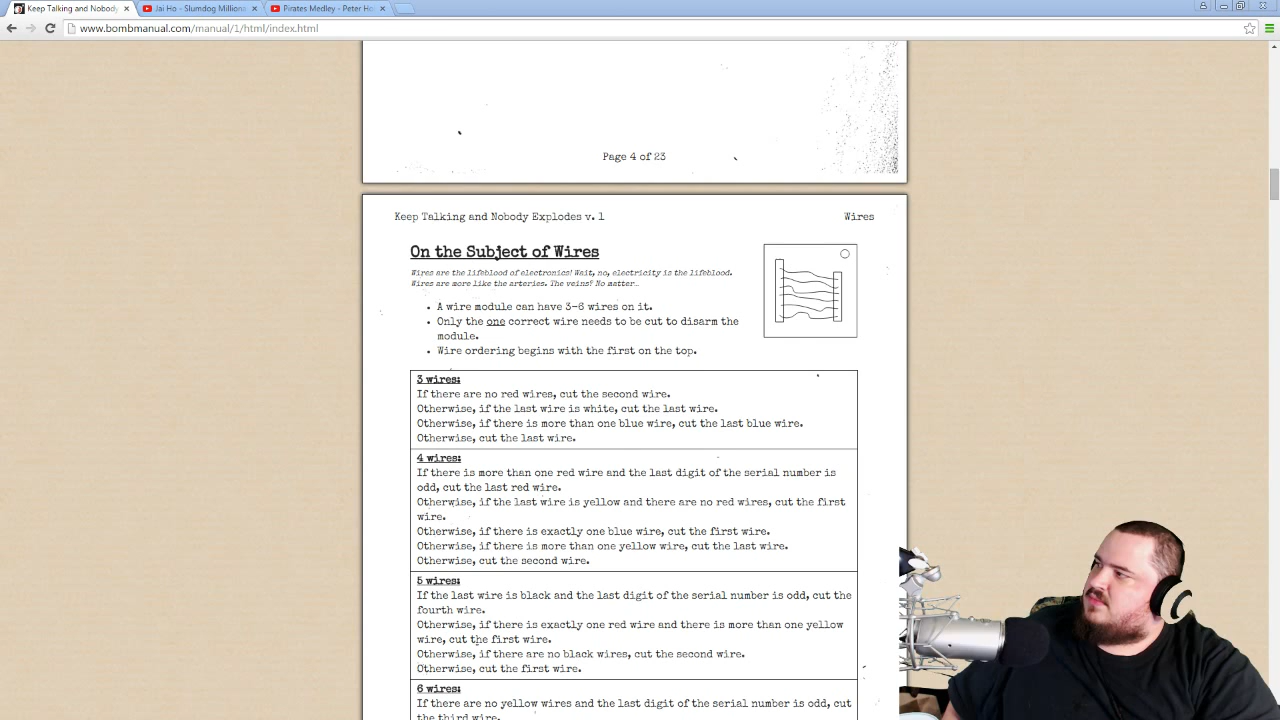 Keep Talking and Nobody
Jai Ho - Slumdog Milliona
Pirates Medley - Peter Ho
www.bombmanual.com/manual/1/html/index.html
Page 4 of 23
Keep Talking and Nobody Explodes v. 1
Wires
On the Subject of Wires
Wires are the lifeblood of electronics! Wait, no, electricity is the lifeblood.
Wires are more like the arteries. The veins? No matter…
• A wire module can have 3-6 wires on it.
• Only the one correct wire needs to be cut to disarm the
module.
• Wire ordering begins with the first on the top.
3 wires:
If there are no red wires, cut the second wire.
Otherwise, if the last wire is white, cut the last wire.
Otherwise, if there is more than one blue wire, cut the last blue wire.
Otherwise, cut the last wire.
4 wires:
If there is more than one red wire and the last digit of the serial number is
odd, cut the last red wire.
Otherwise, if the last wire is yellow and there are no red wires, cut the first
wire.
Otherwise, if there is exactly one blue wire, cut the first wire.
Otherwise, if there is more than one yellow wire, cut the last wire.
Otherwise, cut the second wire.
5 wires:
If the last wire is black and the last digit of the serial number is odd, cut the
fourth wire.
Otherwise, if there is exactly one red wire and there is more than one yellow
wire, cut the first wire.
Otherwise, if there are no black wires, cut the second wire.
Otherwise, cut the first wire.
6 wires:
If there are no yellow wires and the last digit of the serial number is odd, cut
the third wire.